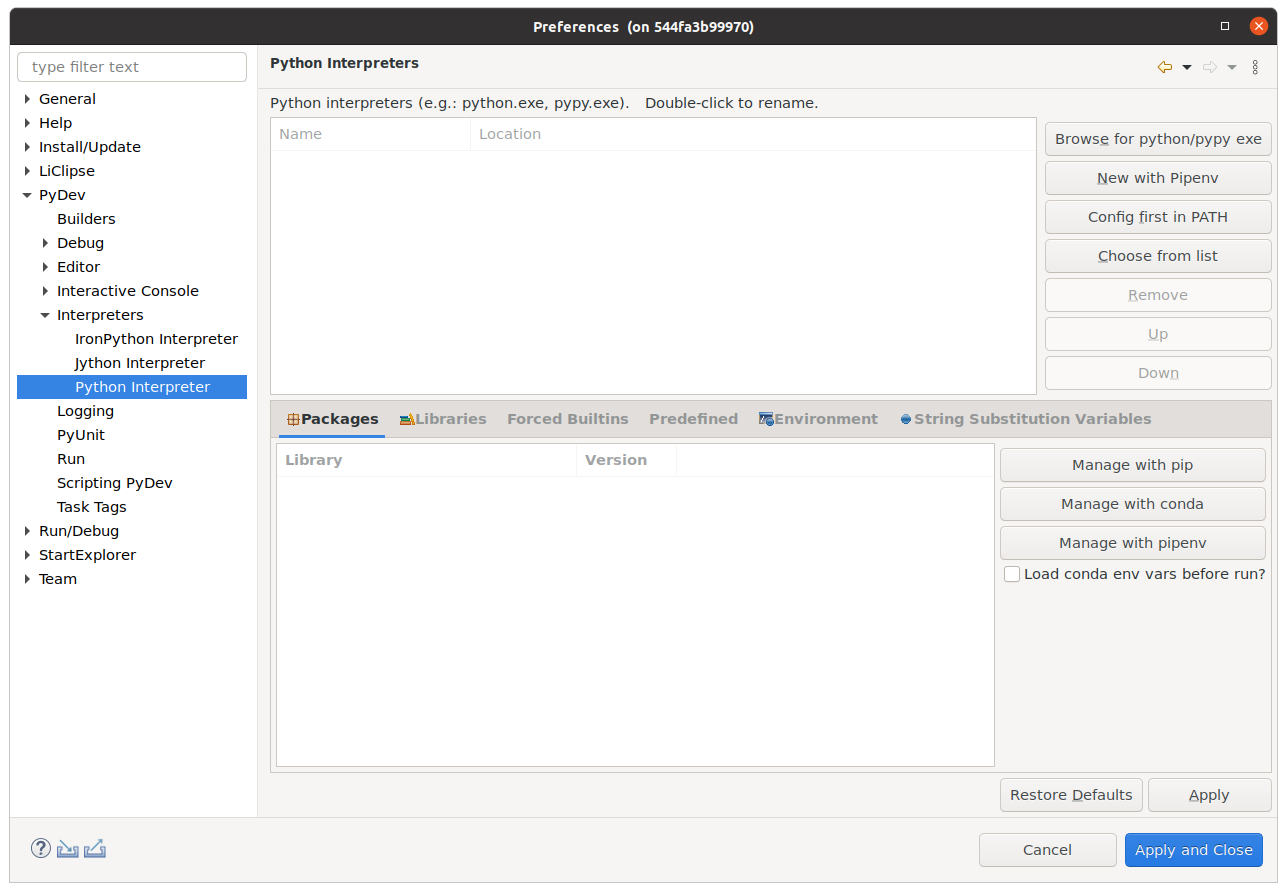 Preferences (on 544fa3b99970)
type filter text
General
Help
Install/Update
LiClipse
PyDev
Builders
Debug
Editor
Interactive Console
Interpreters
IronPython Interpreter
Jython Interpreter
Python Interpreter
Logging
PyUnit
Run
Scripting PyDev
Task Tags
Run/Debug
StartExplorer
Team
Python Interpreters
Python interpreters (e.g.: python.exe, pypy.exe).   Double-click to rename.
Name Location
Browse for python/pypy exe
New with Pipenv
Config first in PATH
Choose from list
Remove
Up
Down
Packages Libraries Forced Builtins Predefined Environment String Substitution Variables
Library Version
Manage with pip
Manage with conda
Manage with pipenv
Load conda env vars before run?
Restore Defaults Apply
? Cancel Apply and Close